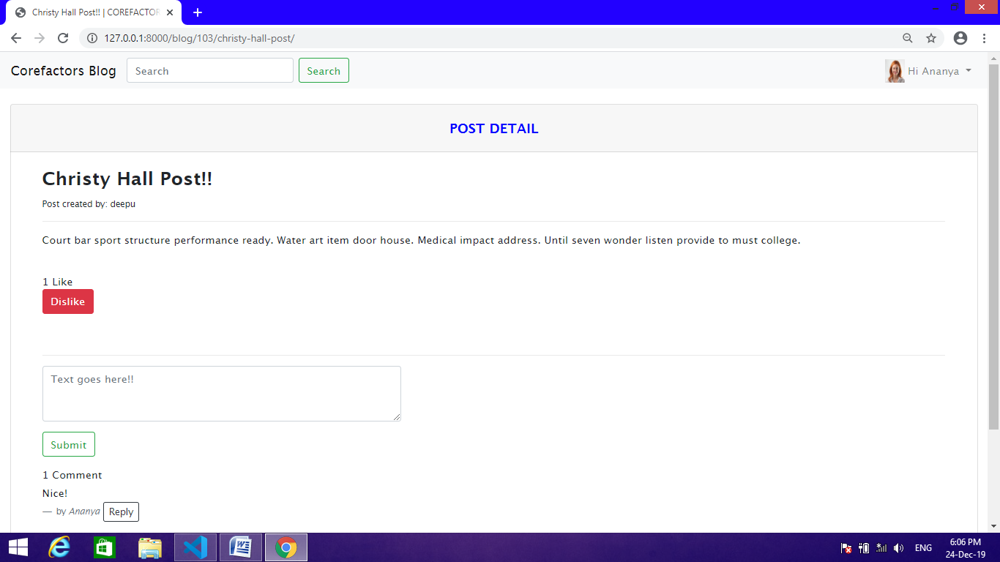 Christy Hall Post!! | COREFACTOR
127.0.0.1:8000/blog/103/christy-hall-post/
Corefactors Blog Search Search Hi Ananya
POST DETAIL
Christy Hall Post!!
Post created by: deepu
Court bar sport structure performance ready. Water art item door house. Medical impact address. Until seven wonder listen provide to must college.
1 Like
Dislike
Text goes here!!
Submit
1 Comment
Nice!
— by Ananya Reply
ENG 6:06 PM
24-Dec-19